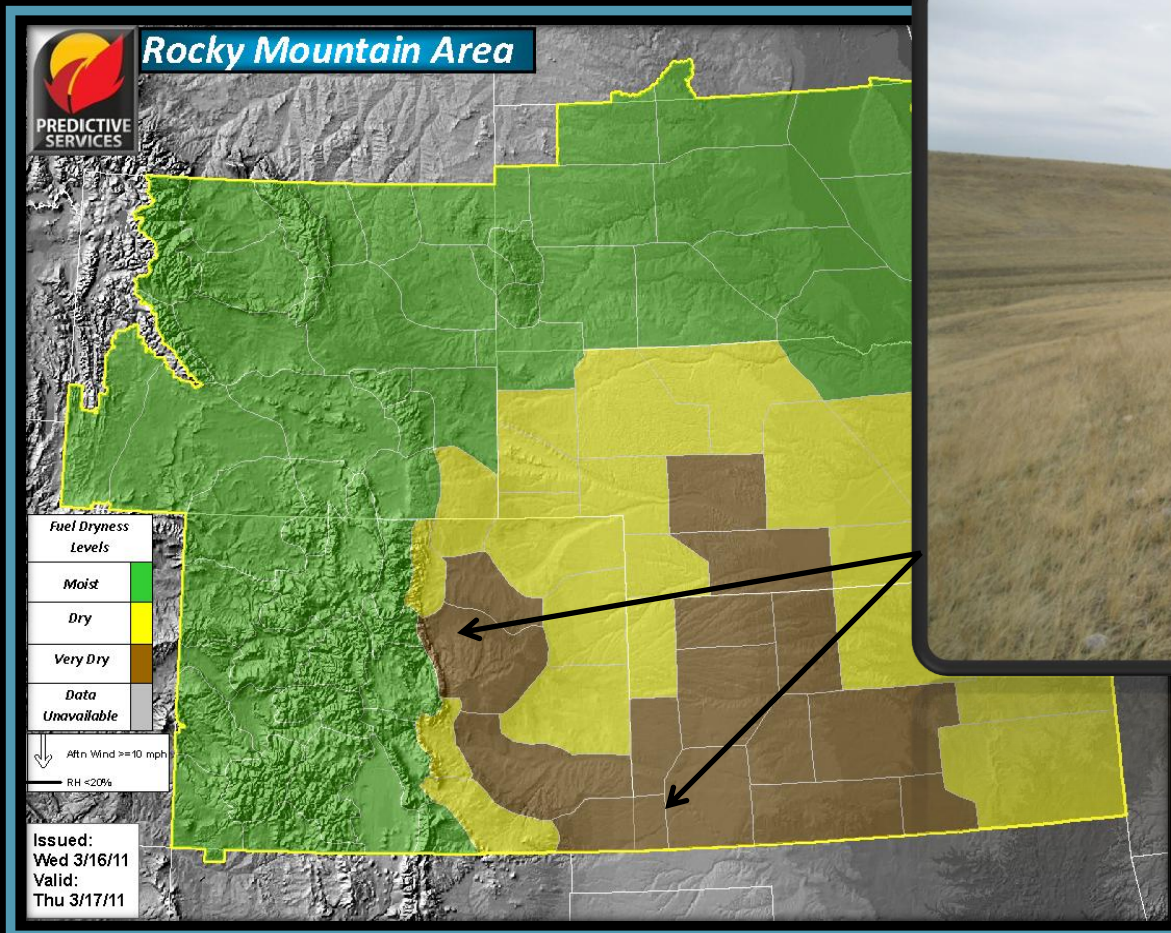 Rocky Mountain Area
PREDICTIVE
SERVICES
Fuel Dryness
Levels
Moist
Dry
Very Dry
Data
Unavailable
Aftn Wind >=10 mph
RH <20%
Issued:
Wed 3/16/11
Valid:
Thu 3/17/11